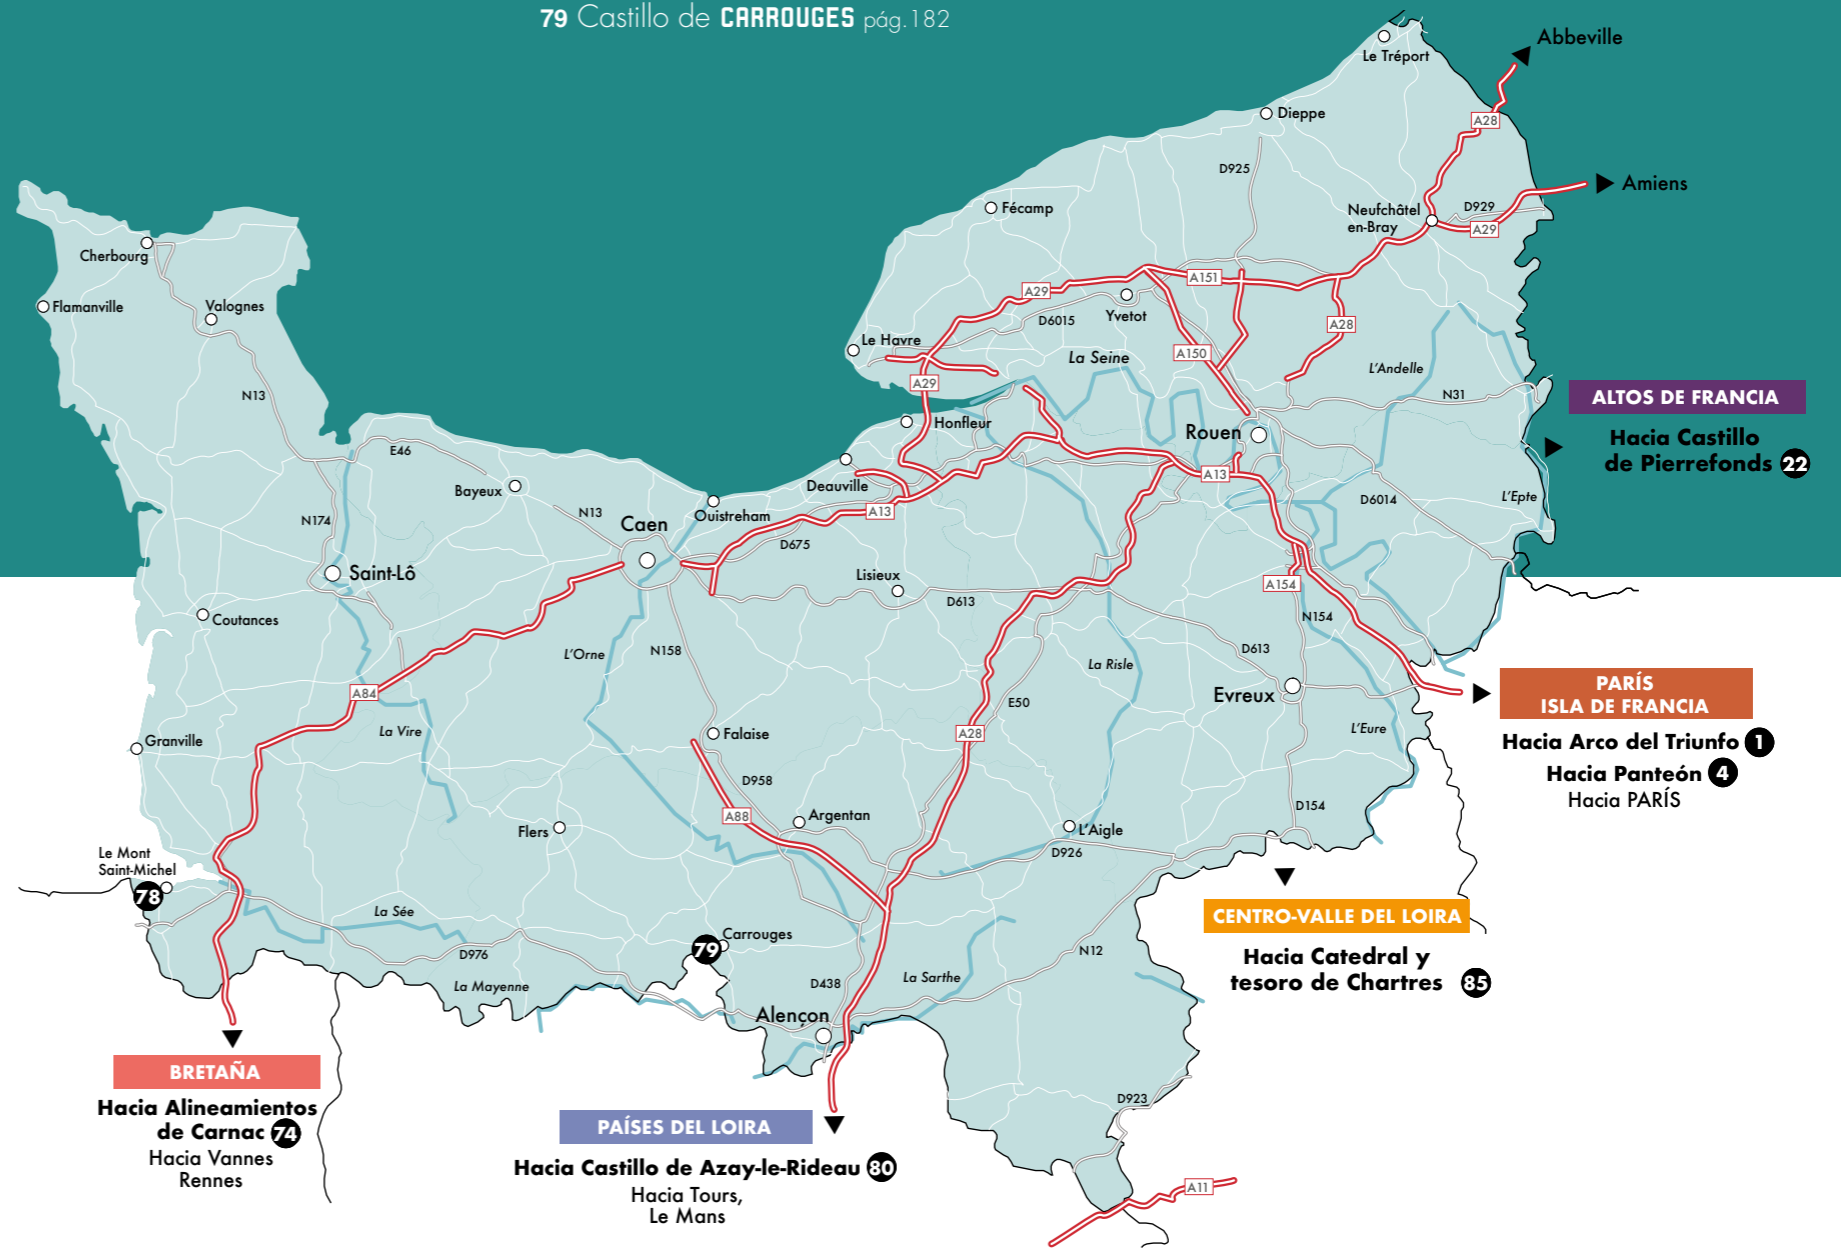 79 Castillo de CARROUGES pág.182
Abbeville
Le Tréport
Dieppe
A28
D925
Amiens
Fécamp
Neufchâtel
en-Bray
D929
A29
Cherbourg
Flamanville
Valognes
A151
A29
D6015
Yvetot
A28
Le Havre
La Seine
A150
L'Andelle
A29
N31
N13
ALTOS DE FRANCIA
Hacia Castillo
de Pierrefonds 22
Honfleur
Rouen
E46
Deauville
A13
Bayeux
L'Epte
D6014
Ouistreham
A13
N13
N174
Caen
D675
Saint-Lô
Lisieux
D613
A154
N154
Coutances
L'Orne
N158
La Risle
D613
Evreux
PARÍS
ISLA DE FRANCIA
A84
E50
La Vire
Falaise
A28
L'Eure
Granville
Hacia Arco del Triunfo 1
Hacia Panteón 4
Hacia PARÍS
D958
A88
Argentan
D154
Flers
L'Aigle
D926
Le Mont
Saint-Michel
78
La Sée
CENTRO-VALLE DEL LOIRA
Hacia Catedral y
tesoro de Chartres 85
Carrouges
79
D976
N12
La Mayenne
D438
La Sarthe
Alençon
BRETAÑA
Hacia Alineamientos
de Carnac 74
Hacia Vannes
Rennes
D923
PAÍSES DEL LOIRA
Hacia Castillo de Azay-le-Rideau 80
Hacia Tours,
Le Mans
A11